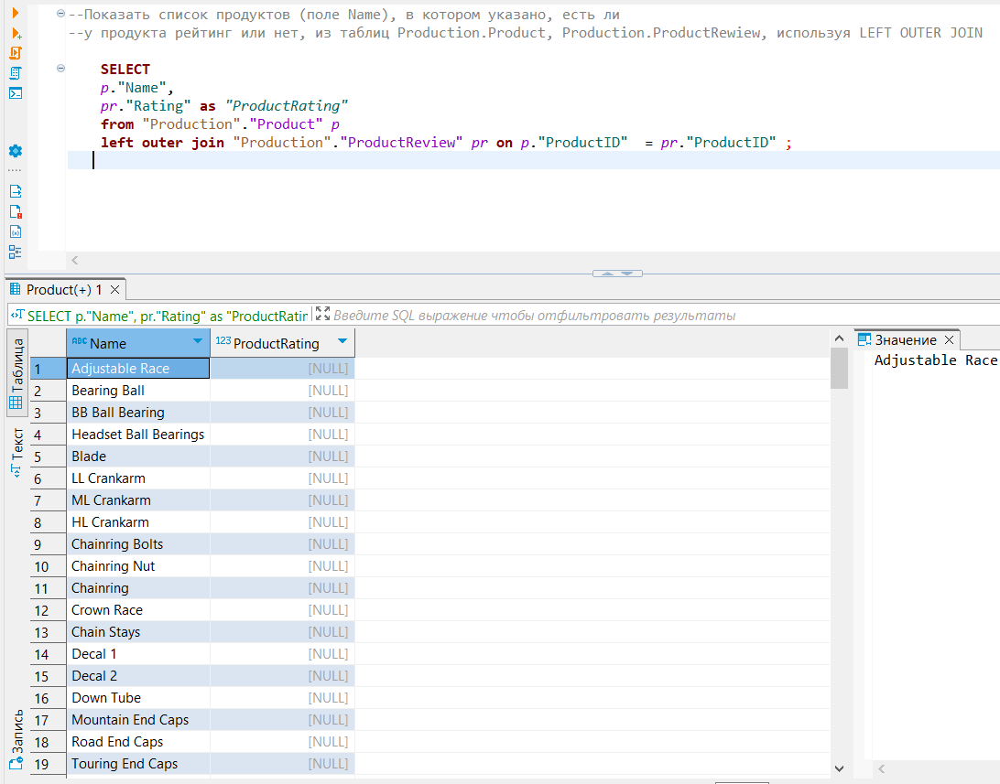 --Показать список продуктов (поле Name), в котором указано, есть ли
--у продукта рейтинг или нет, из таблиц Production.Product, Production.ProductRewiew, используя LEFT OUTER JOIN
SELECT
p."Name",
pr."Rating" as "ProductRating"
from "Production"."Product" p
left outer join "Production"."ProductReview" pr on p."ProductID"  = pr."ProductID" ;
Product(+) 1
SELECT p."Name", pr."Rating" as "ProductRatin
Введите SQL выражение чтобы отфильтровать результаты
Таблица
Текст
Запись
ABC Name 123 ProductRating
1 Adjustable Race [NULL]
2 Bearing Ball [NULL]
3 BB Ball Bearing [NULL]
4 Headset Ball Bearings [NULL]
5 Blade [NULL]
6 LL Crankarm [NULL]
7 ML Crankarm [NULL]
8 HL Crankarm [NULL]
9 Chainring Bolts [NULL]
10 Chainring Nut [NULL]
11 Chainring [NULL]
12 Crown Race [NULL]
13 Chain Stays [NULL]
14 Decal 1 [NULL]
15 Decal 2 [NULL]
16 Down Tube [NULL]
17 Mountain End Caps [NULL]
18 Road End Caps [NULL]
19 Touring End Caps [NULL]
Значение
Adjustable Race